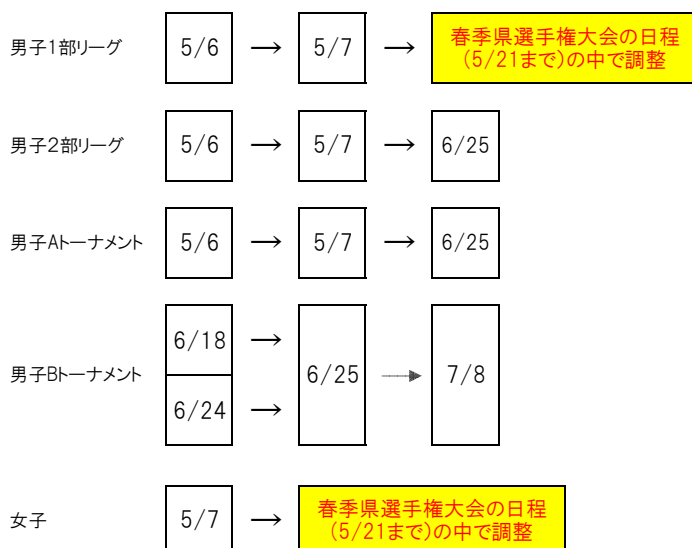 男子1部リーグ 5/6 → 5/7 → 春季県選手権大会の日程
(5/21まで)の中で調整
男子2部リーグ 5/6 → 5/7 → 6/25
男子Aトーナメント 5/6 → 5/7 → 6/25
6/18 →
男子Bトーナメント 6/25 → 7/8
6/24 →
女子 5/7 → 春季県選手権大会の日程
(5/21まで)の中で調整